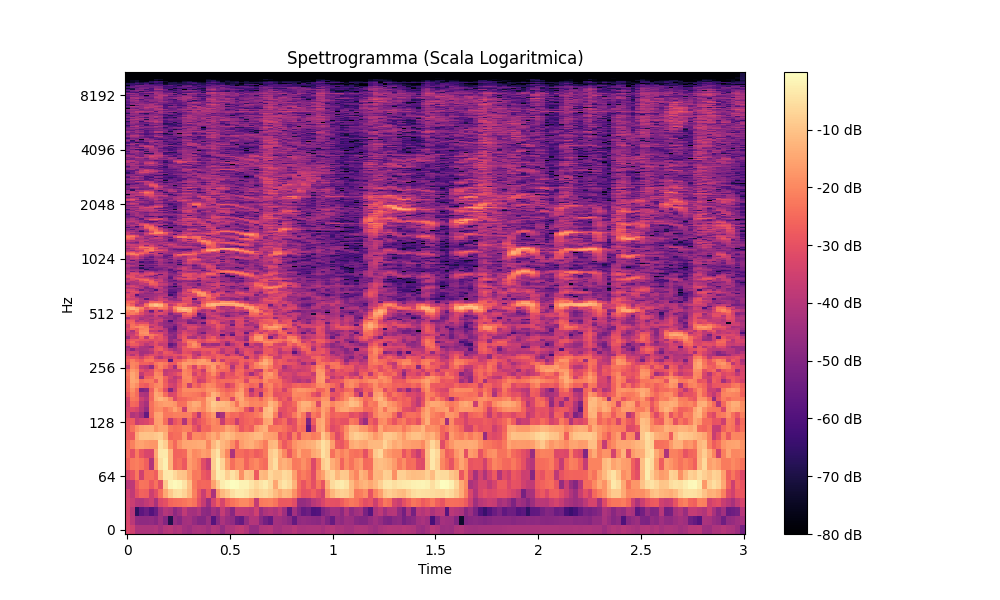 Spettrogramma (Scala Logaritmica)
8192
4096
2048
1024
512
256
128
64
0
Hz
0
0.5
1
1.5
2
2.5
3
Time
-10 dB
-20 dB
-30 dB
-40 dB
-50 dB
-60 dB
-70 dB
-80 dB